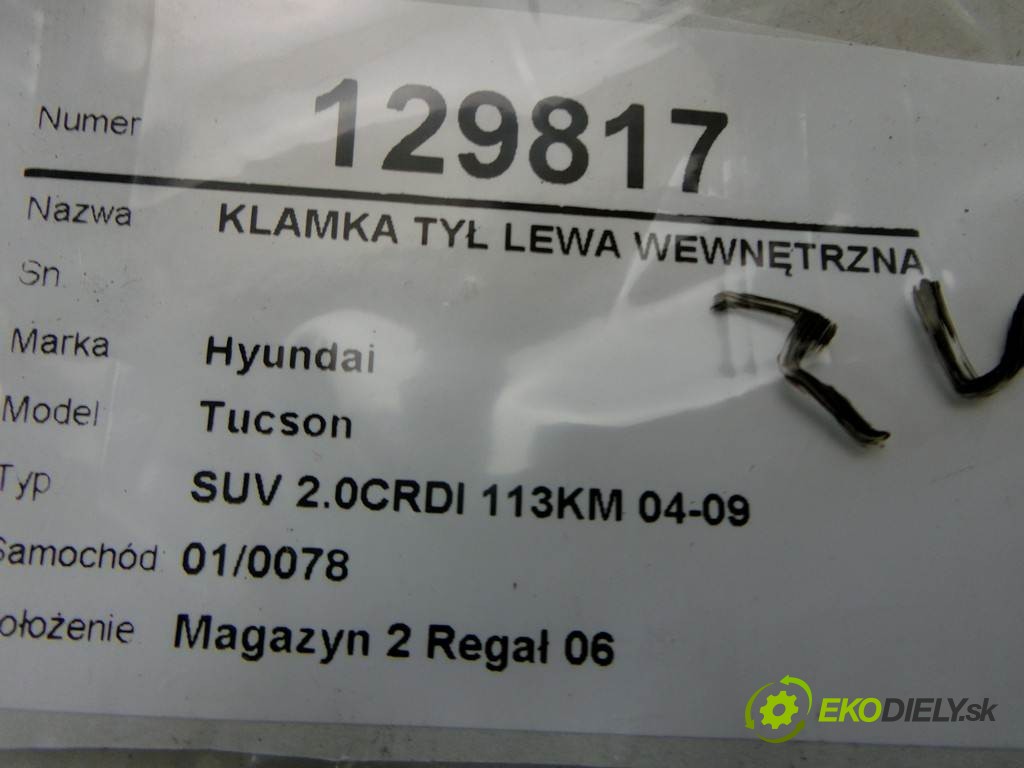 Numer 129817
Nazwa KLAMKA TYŁ LEWA WEWNĘTRZNA
Sn
Marka Hyundai
Model Tucson
Typ SUV 2.0CRDI 113KM 04-09
Samochód 01/0078
ołożenie Magazyn 2 Regał 06
EKODIELY.sk